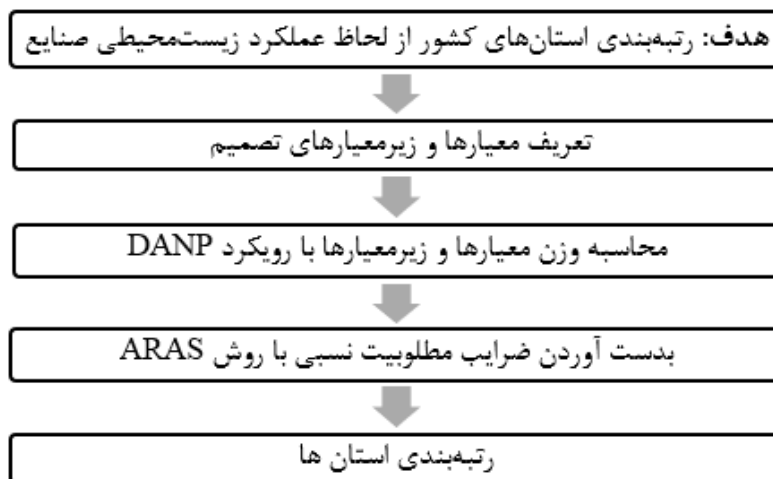 هدف: رتبه‌بندی استان‌های کشور از لحاظ عملکرد زیست‌محیطی صنایع
تعریف معیارها و زیرمعیارهای تصمیم
محاسبه وزن معیارها و زیرمعیارها با رویکرد DANP
بدست آوردن ضرایب مطلوبیت نسبی با روش ARAS
رتبه‌بندی استان ها